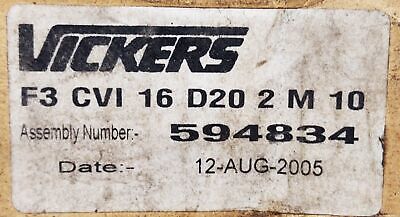 VICKERS
F3 CVI 16 D20 2 M 10
Assembly Number:- 594834
Date:- 12-AUG-2005